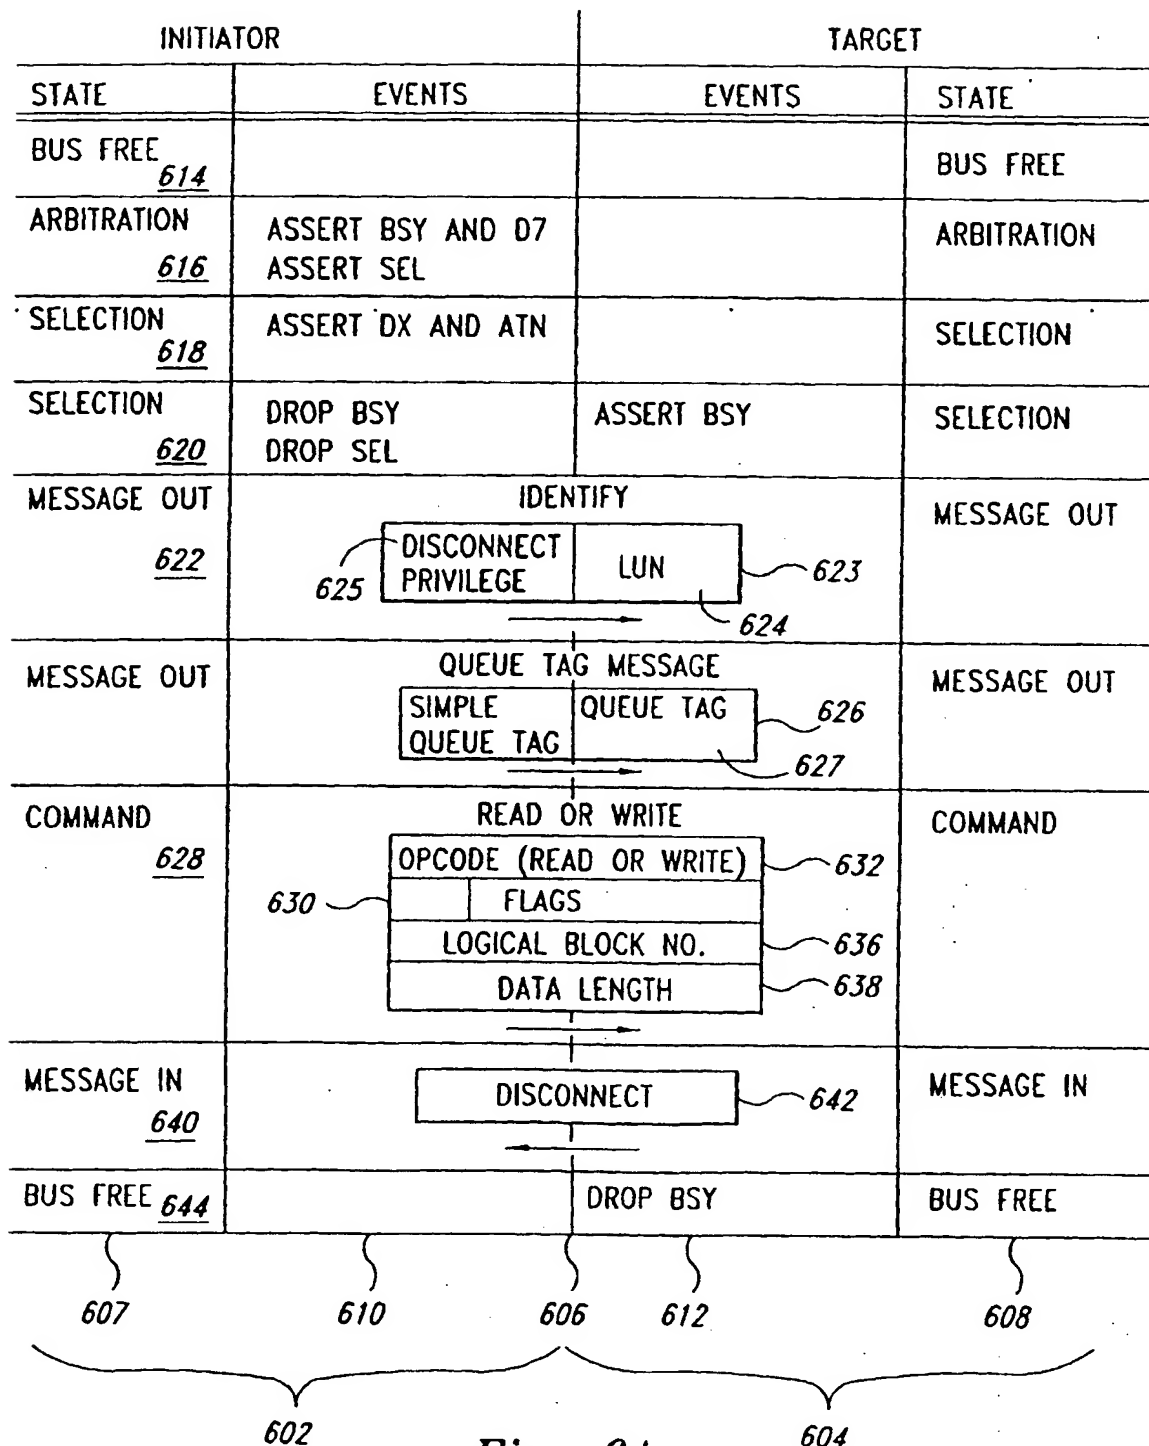 INITIATOR TARGET
STATE EVENTS EVENTS STATE
BUS FREE 614 BUS FREE
ARBITRATION 616 ASSERT BSY AND D7 ARBITRATION
ASSERT SEL
SELECTION 618 ASSERT DX AND ATN SELECTION
SELECTION 620 DROP BSY ASSERT BSY SELECTION
DROP SEL
MESSAGE OUT 622 IDENTIFY MESSAGE OUT
625 DISCONNECT PRIVILEGE LUN 623
624
MESSAGE OUT QUEUE TAG MESSAGE MESSAGE OUT
SIMPLE QUEUE TAG QUEUE TAG 626
627
COMMAND 628 READ OR WRITE COMMAND
OPCODE (READ OR WRITE) 632
630 FLAGS
LOGICAL BLOCK NO. 636
DATA LENGTH 638
MESSAGE IN 640 DISCONNECT 642 MESSAGE IN
BUS FREE 644 DROP BSY BUS FREE
607 610 606 612 608
602 604